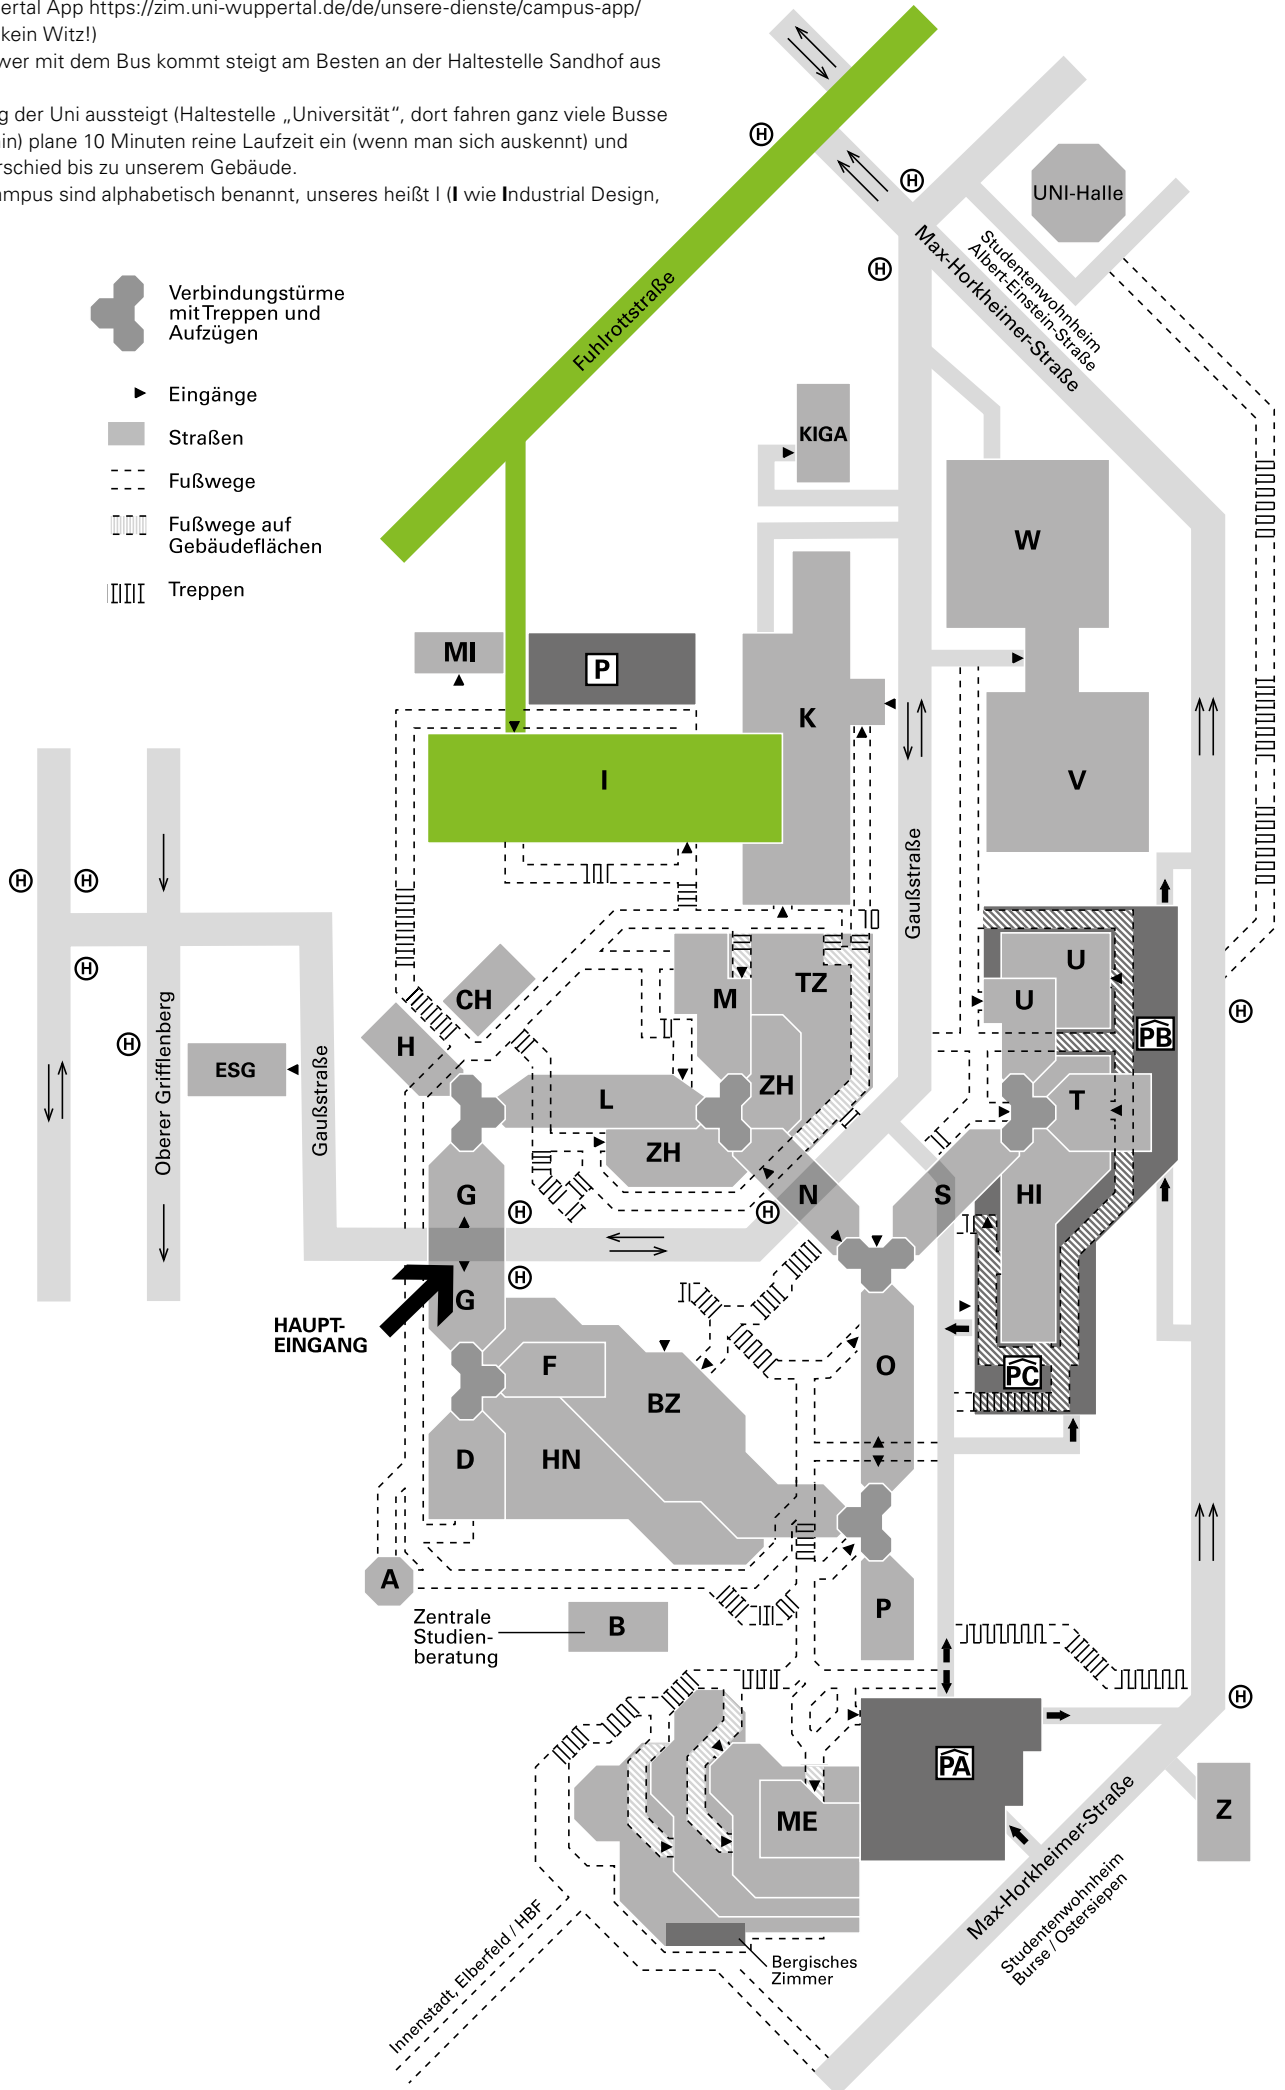 ertal App https://zim.uni-wuppertal.de/de/unsere-dienste/campus-app/
kein Witz!)
wer mit dem Bus kommt steigt am Besten an der Haltestelle Sandhof aus
g der Uni aussteigt (Haltestelle „Universität“, dort fahren ganz viele Busse
in) plane 10 Minuten reine Laufzeit ein (wenn man sich auskennt) und
rschied bis zu unserem Gebäude.
ampus sind alphabetisch benannt, unseres heißt I (I wie Industrial Design,
H
H
H
UNI-Halle
Verbindungstürme
mit Treppen und
Aufzügen
Eingänge
Straßen
Fußwege
Fußwege auf
Gebäudeflächen
Treppen
Fuhlrottstraße
Max-Horkheimer-Straße
Studentenwohnheim
Albert-Einstein-Straße
KIGA
W
MI
P
K
I
V
Gaußstraße
H
H
H
H
Oberer Grifflenberg
ESG
Gaußstraße
CH
H
M
TZ
U
U
PB
H
L
ZH
ZH
T
G
N
S
HI
H
H
H
G
HAUPT-
EINGANG
F
BZ
O
PC
D
HN
A
Zentrale
Studien-
beratung
B
P
H
PA
ME
Z
Max-Horkheimer-Straße
Studentenwohnheim
Burse / Ostersiepen
Bergisches
Zimmer
Innenstadt, Elberfeld / HBF